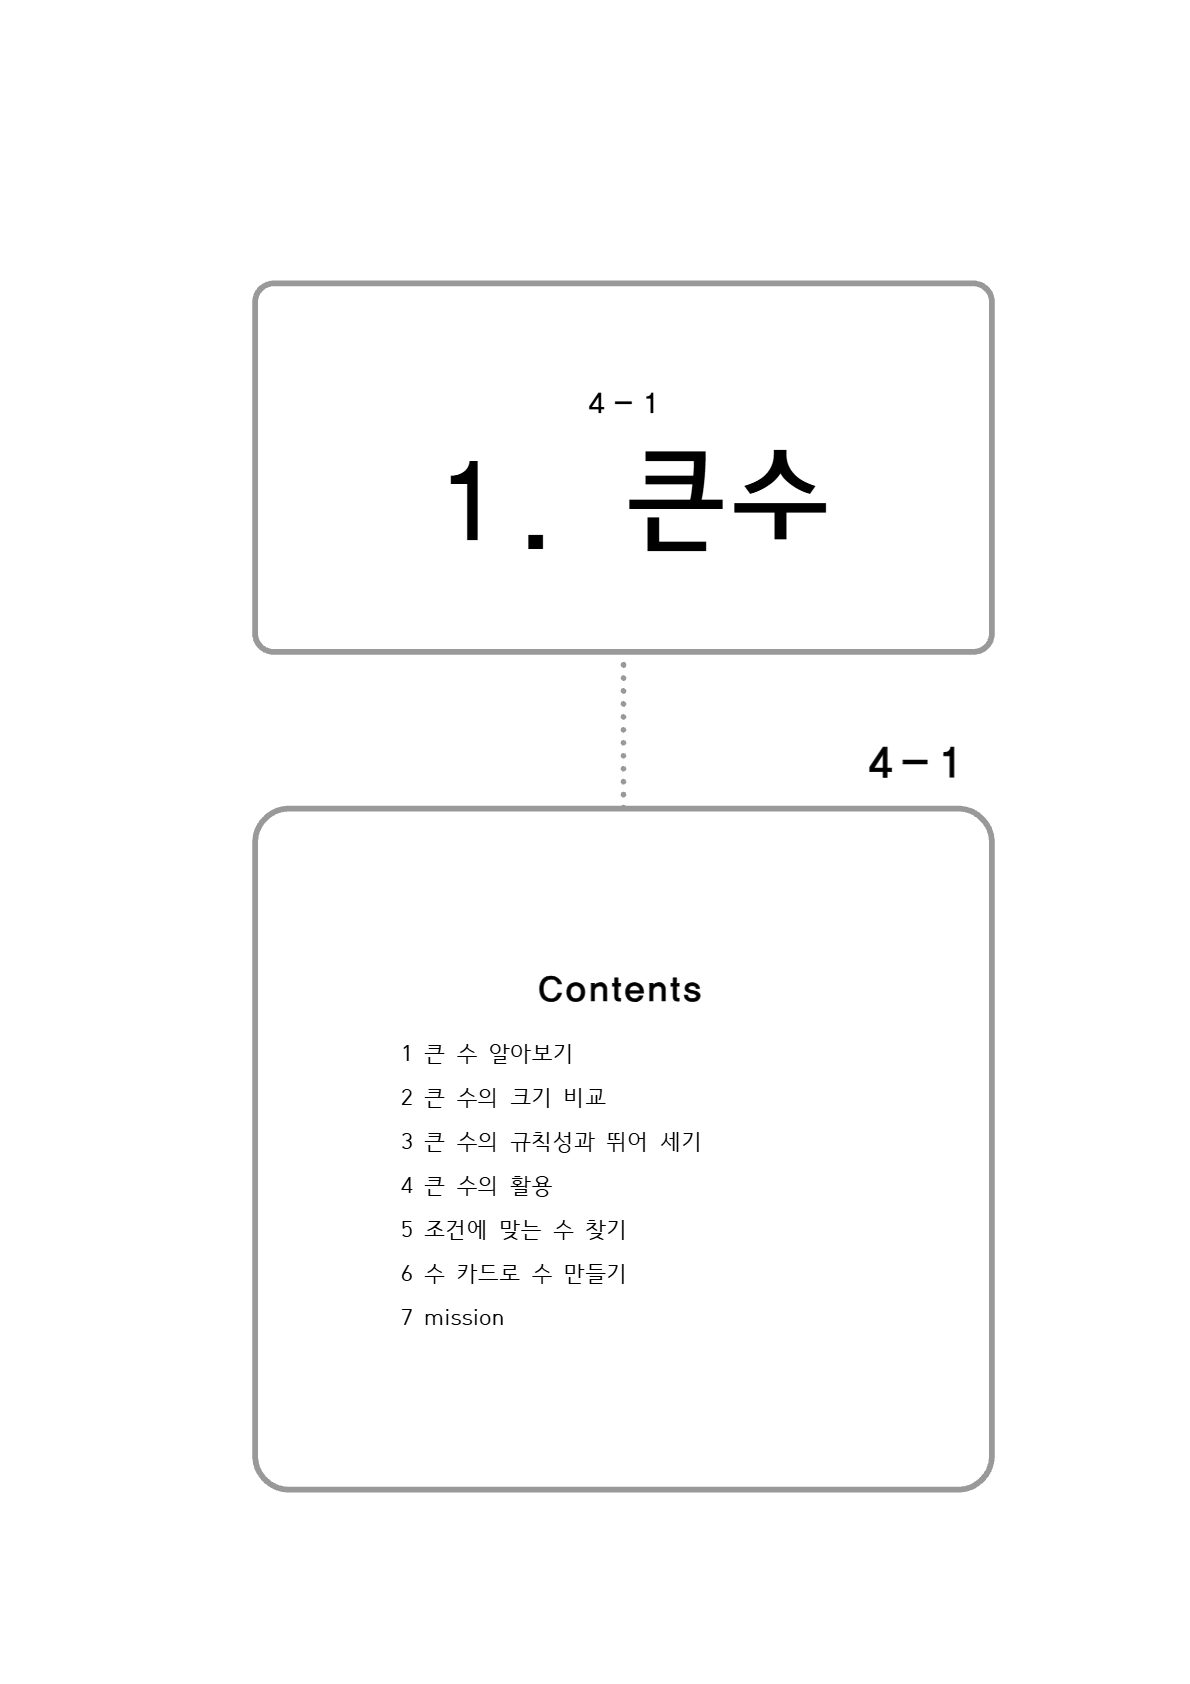 4 - 1
1. 큰수
4 - 1
Contents
1 큰 수 알아보기
2 큰 수의 크기 비교
3 큰 수의 규칙성과 뛰어 세기
4 큰 수의 활용
5 조건에 맞는 수 찾기
6 수 카드로 수 만들기
7 mission